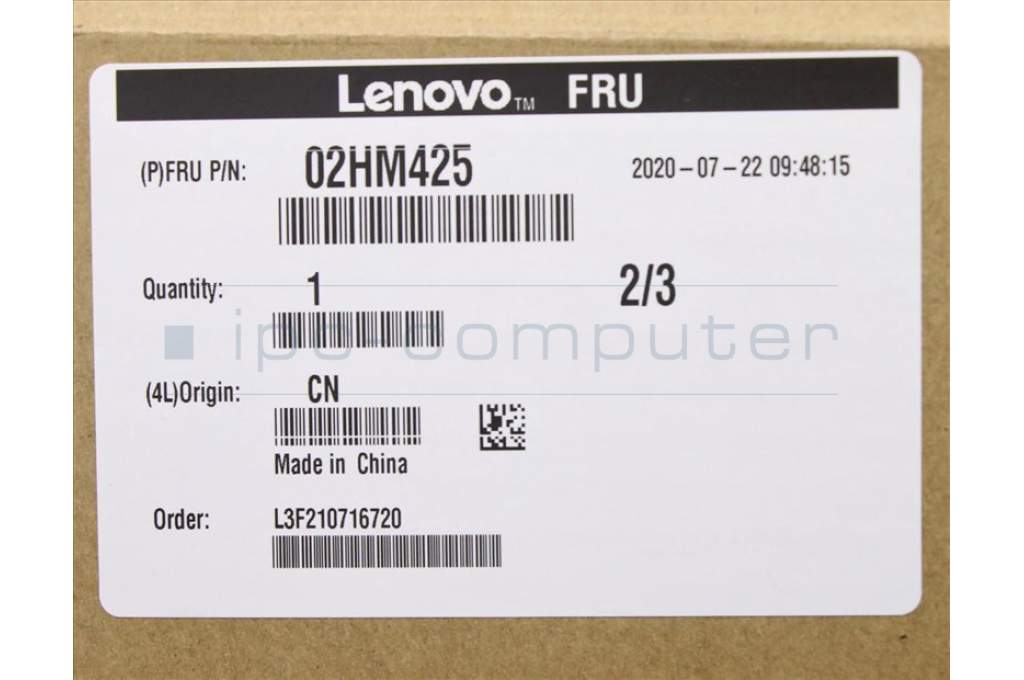 Lenovo™ FRU
(P)FRU P/N: 02HM425 2020-07-22 09:48:15
Quantity: 1 2/3
ipc-computer
(4L)Origin: CN
Made in China
Order: L3F210716720